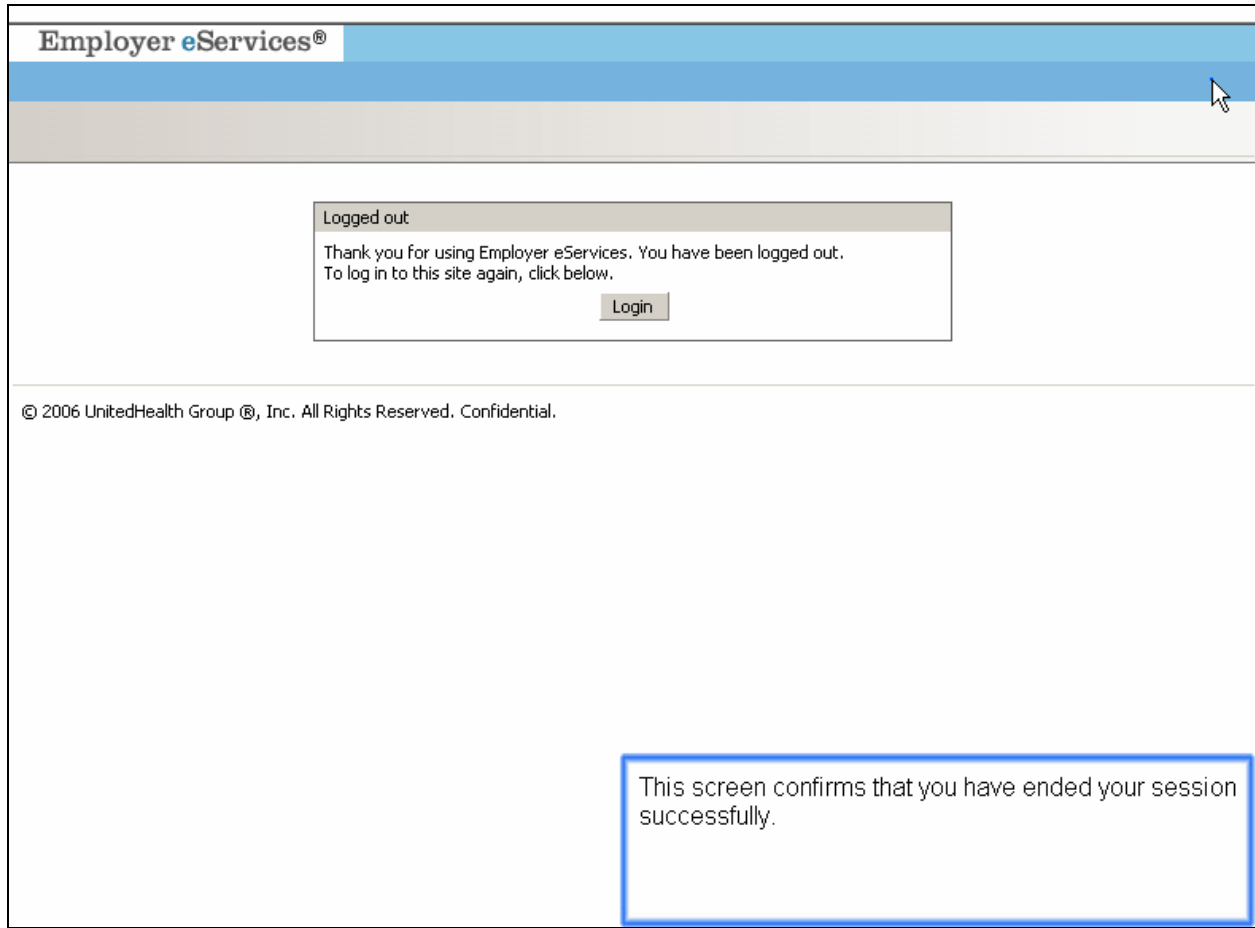 Employer eServices®
Logged out
Thank you for using Employer eServices. You have been logged out.
To log in to this site again, click below.
Login
© 2006 UnitedHealth Group ®, Inc. All Rights Reserved. Confidential.
This screen confirms that you have ended your session
successfully.